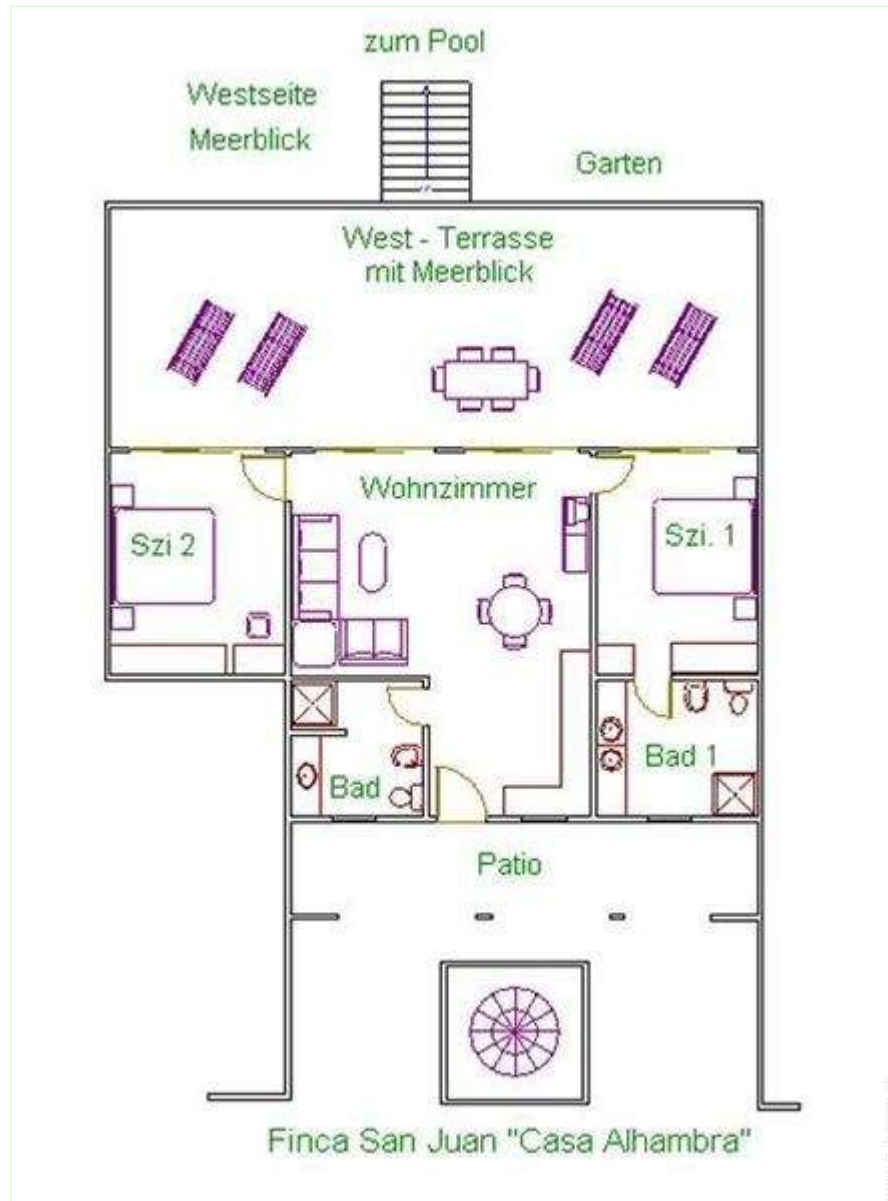 zum Pool
Westseite
Meerblick
Garten
West - Terrasse
mit Meerblick
Wohnzimmer
Szi 2
Szi. 1
Bad
Bad 1
Patio
Finca San Juan "Casa Alhambra"